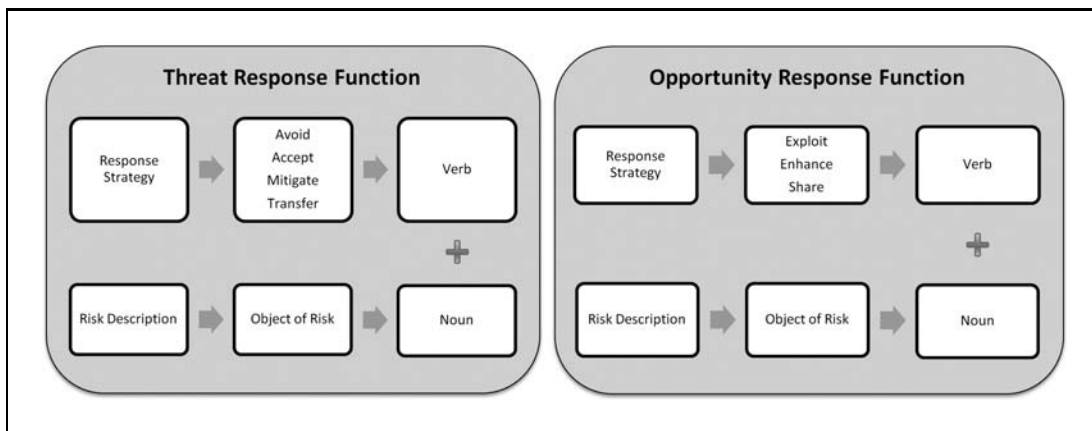 Threat Response Function
Response
Strategy
Avoid
Accept
Mitigate
Transfer
Verb
Risk Description
Object of Risk
Noun
Opportunity Response Function
Response
Strategy
Exploit
Enhance
Share
Verb
Risk Description
Object of Risk
Noun